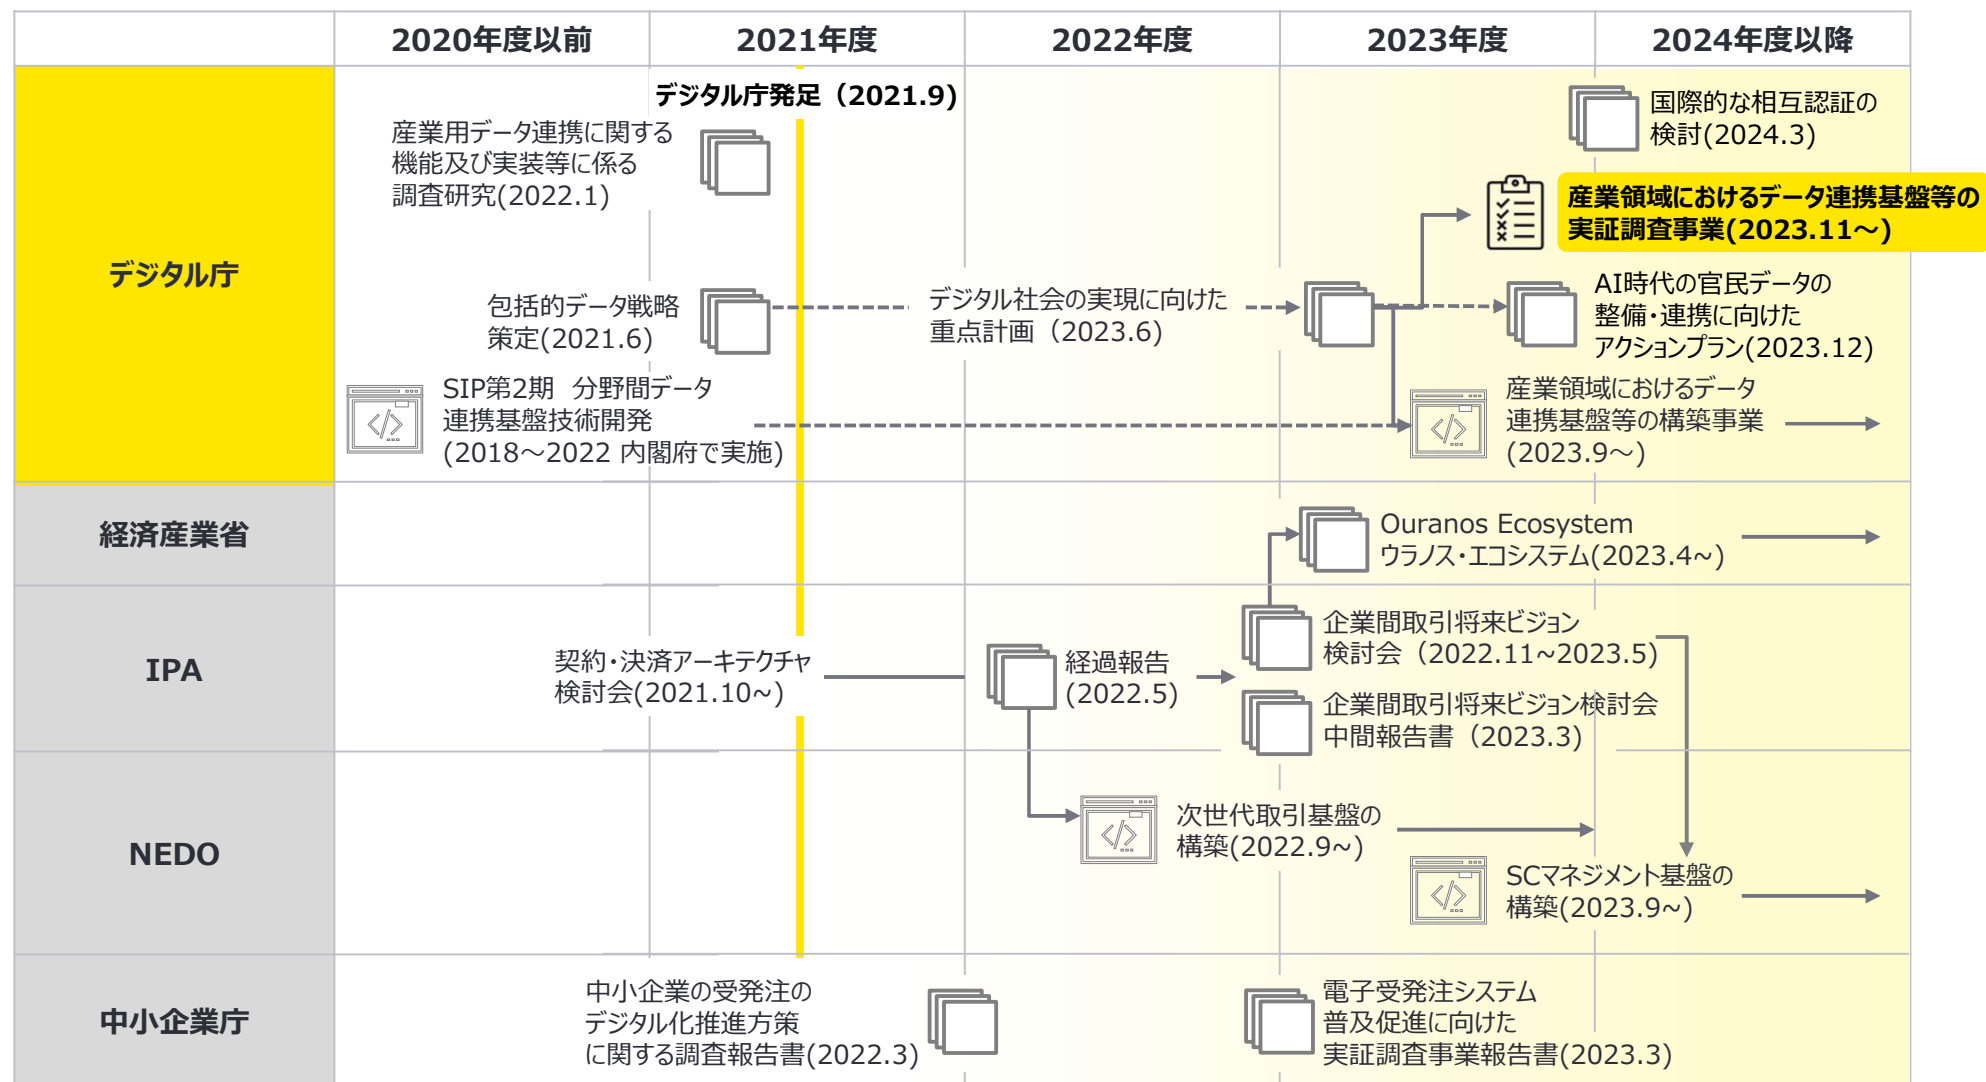 2020年度以前
2021年度
2022年度
2023年度
2024年度以降
デジタル庁
デジタル庁発足（2021.9)
産業用データ連携に関する
機能及び実装等に係る
調査研究(2022.1)
国際的な相互認証の
検討(2024.3)
産業領域におけるデータ連携基盤等の
実証調査事業(2023.11～)
包括的データ戦略
策定(2021.6)
デジタル社会の実現に向けた
重点計画（2023.6)
AI時代の官民データの
整備・連携に向けた
アクションプラン(2023.12)
SIP第2期　分野間データ
連携基盤技術開発
(2018～2022 内閣府で実施)
産業領域におけるデータ
連携基盤等の構築事業
(2023.9～)
経済産業省
Ouranos Ecosystem
ウラノス・エコシステム(2023.4~)
IPA
契約・決済アーキテクチャ
検討会(2021.10~)
経過報告
(2022.5)
企業間取引将来ビジョン
検討会（2022.11~2023.5)
企業間取引将来ビジョン検討会
中間報告書（2023.3)
NEDO
次世代取引基盤の
構築(2022.9~)
SCマネジメント基盤の
構築(2023.9~)
中小企業庁
中小企業の受発注の
デジタル化推進方策
に関する調査報告書(2022.3)
電子受発注システム
普及促進に向けた
実証調査事業報告書(2023.3)